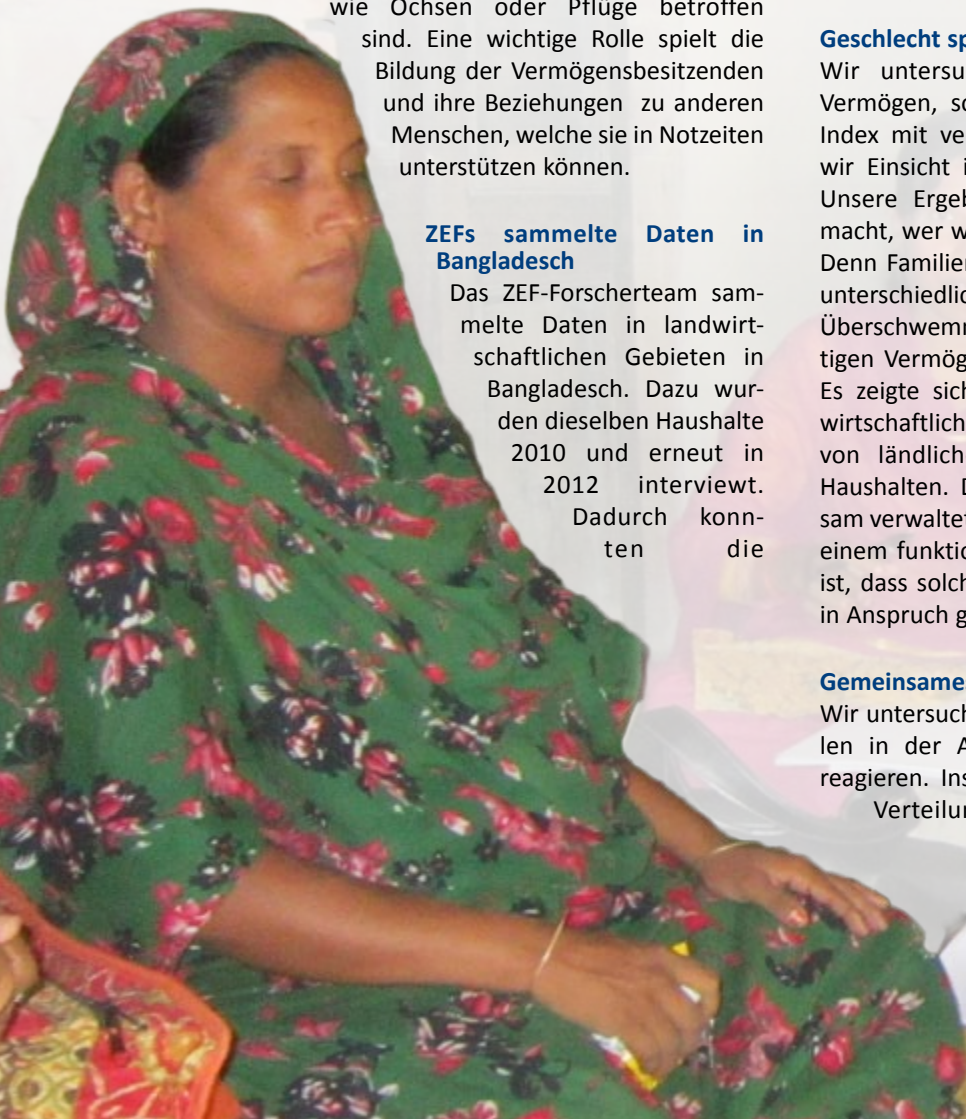 wie Ochsen oder Pflüge betroffen
sind. Eine wichtige Rolle spielt die
Bildung der Vermögensbesitzenden
und ihre Beziehungen zu anderen
Menschen, welche sie in Notzeiten
unterstützen können.
ZEFs sammelte Daten in
Bangladesch
Das ZEF-Forscherteam sam-
melte Daten in landwirt-
schaftlichen Gebieten in
Bangladesch. Dazu wur-
den dieselben Haushalte
2010 und erneut in
2012 interviewt.
Dadurch konn-
ten die
Geschlecht sp
Wir untersu
Vermögen, so
Index mit ve
wir Einsicht i
Unsere Ergeb
macht, wer w
Denn Familien
unterschiedlic
Überschwemm
tigen Vermög
Es zeigte sich
wirtschaftlich
von ländlich
Haushalten. D
sam verwaltet
einem funktio
ist, dass solch
in Anspruch g
Gemeinsame
Wir untersuch
len in der A
reagieren. Ins
Verteilun